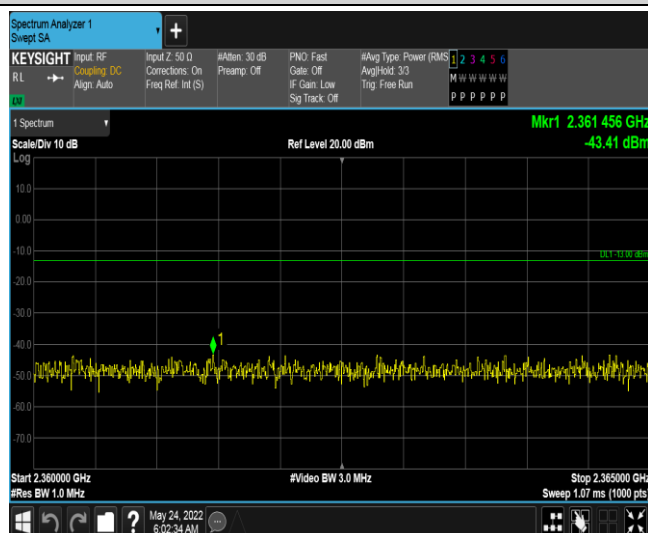 Spectrum Analyzer 1
Swept SA
KEYSIGHT
RL
Input: RF
Coupling: DC
Align: Auto
Input Z: 50 Ω
Corrections: On
Freq Ref: Int (S)
#Atten: 30 dB
Preamp: Off
PNO: Fast
Gate: Off
IF Gain: Low
Sig Track: Off
#Avg Type: Power (RMS
Avg|Hold: 3/3
Trig: Free Run
1 2 3 4 5 6
M W W W W W
P P P P P P
1 Spectrum
Scale/Div 10 dB
Log
Ref Level 20.00 dBm
Mkr1 2.361 456 GHz
-43.41 dBm
10.0
0.00
-10.0
DL1 -13.00 dBm
-20.0
-30.0
-40.0
1
-50.0
-60.0
-70.0
Start 2.360000 GHz
#Video BW 3.0 MHz
Stop 2.365000 GHz
#Res BW 1.0 MHz
Sweep 1.07 ms (1000 pts)
?
May 24, 2022
6:02:34 AM